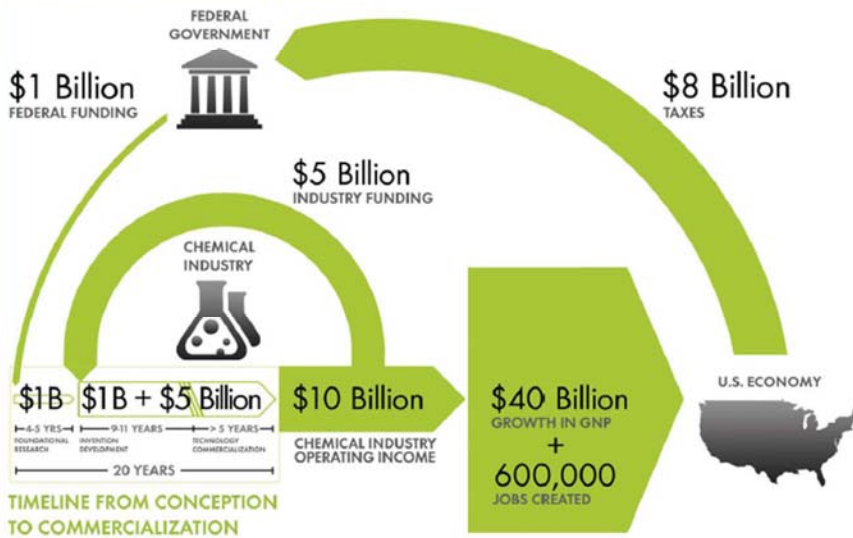 FEDERAL
GOVERNMENT
$1 Billion
FEDERAL FUNDING
$8 Billion
TAXES
$5 Billion
INDUSTRY FUNDING
CHEMICAL
INDUSTRY
$1B
$1B + $5 Billion
$10 Billion
CHEMICAL INDUSTRY
OPERATING INCOME
$40 Billion
GROWTH IN GNP
+
600,000
JOBS CREATED
U.S. ECONOMY
4-5 YRS
FOUNDATIONAL
RESEARCH
9-11 YEARS
INVENTION
DEVELOPMENT
> 5 YEARS
TECHNOLOGY
COMMERCIALIZATION
20 YEARS
TIMELINE FROM CONCEPTION
TO COMMERCIALIZATION